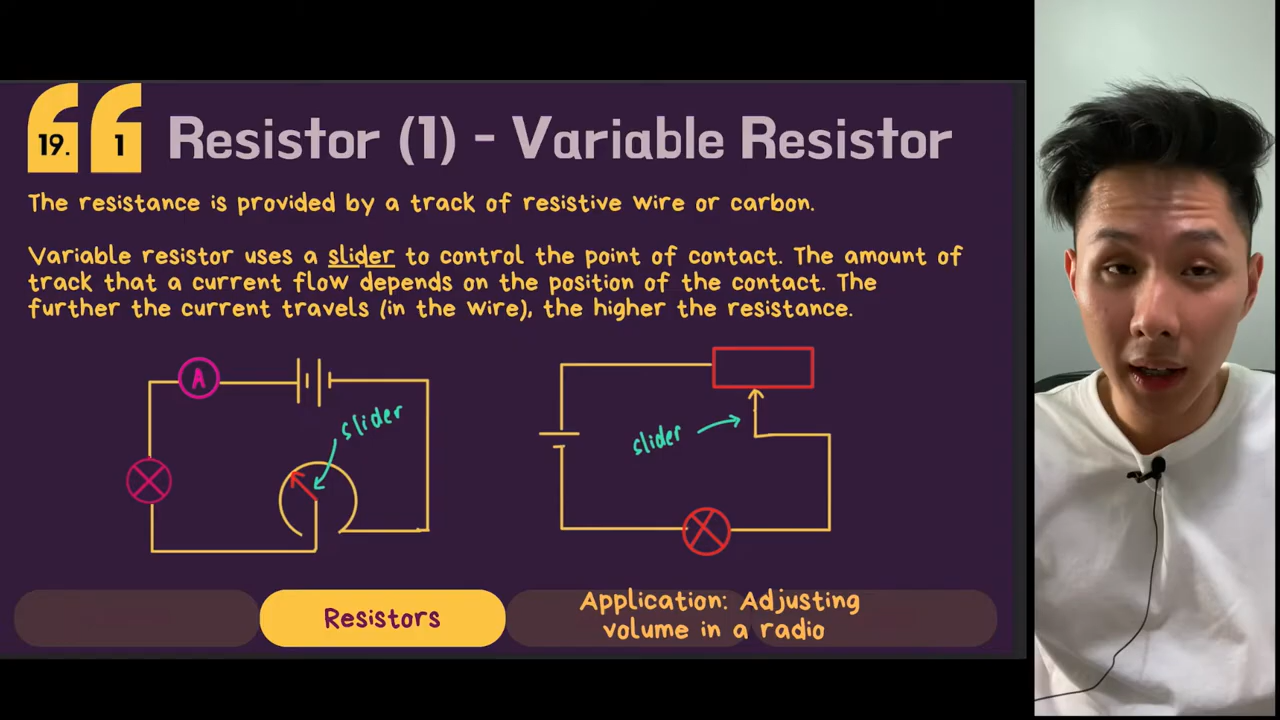 19. 1 Resistor (1) - Variable Resistor
The resistance is provided by a track of resistive wire or carbon.
Variable resistor uses a slider to control the point of contact. The amount of
track that a current flow depends on the position of the contact. The
further the current travels (in the wire), the higher the resistance.
A
slider
slider
Resistors
Application: Adjusting
volume in a radio